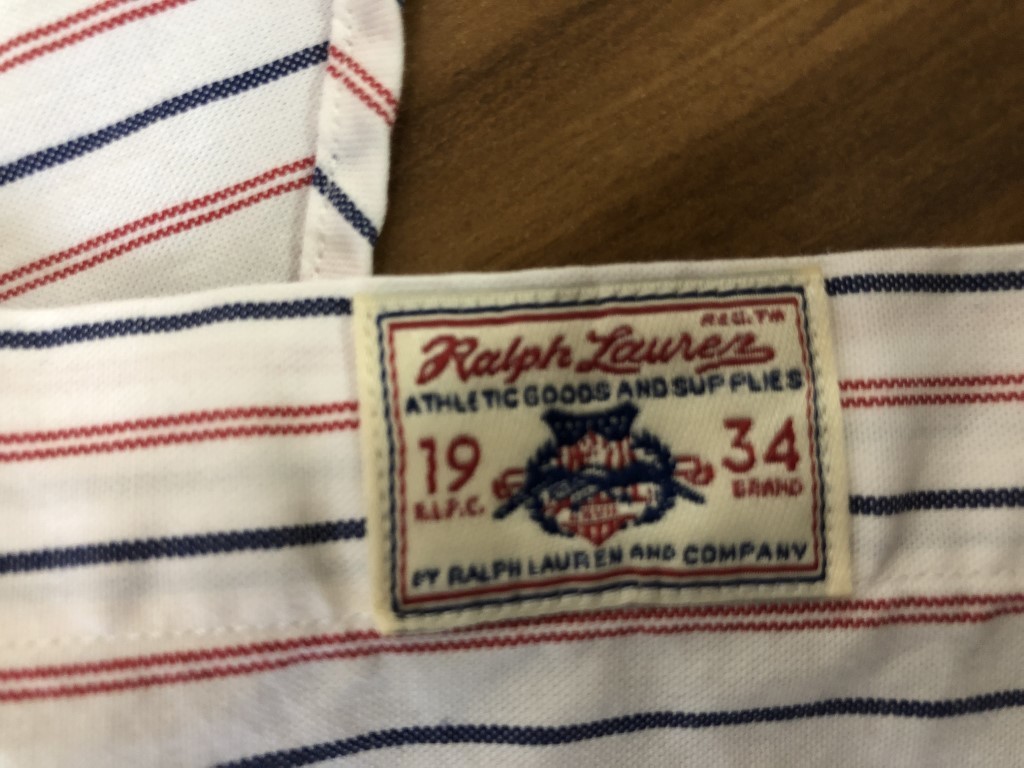 REG. TM
Ralph Lauren
ATHLETIC GOODS AND SUPPLIES
19 34
R.L.P.C. BRAND
BY RALPH LAUREN AND COMPANY